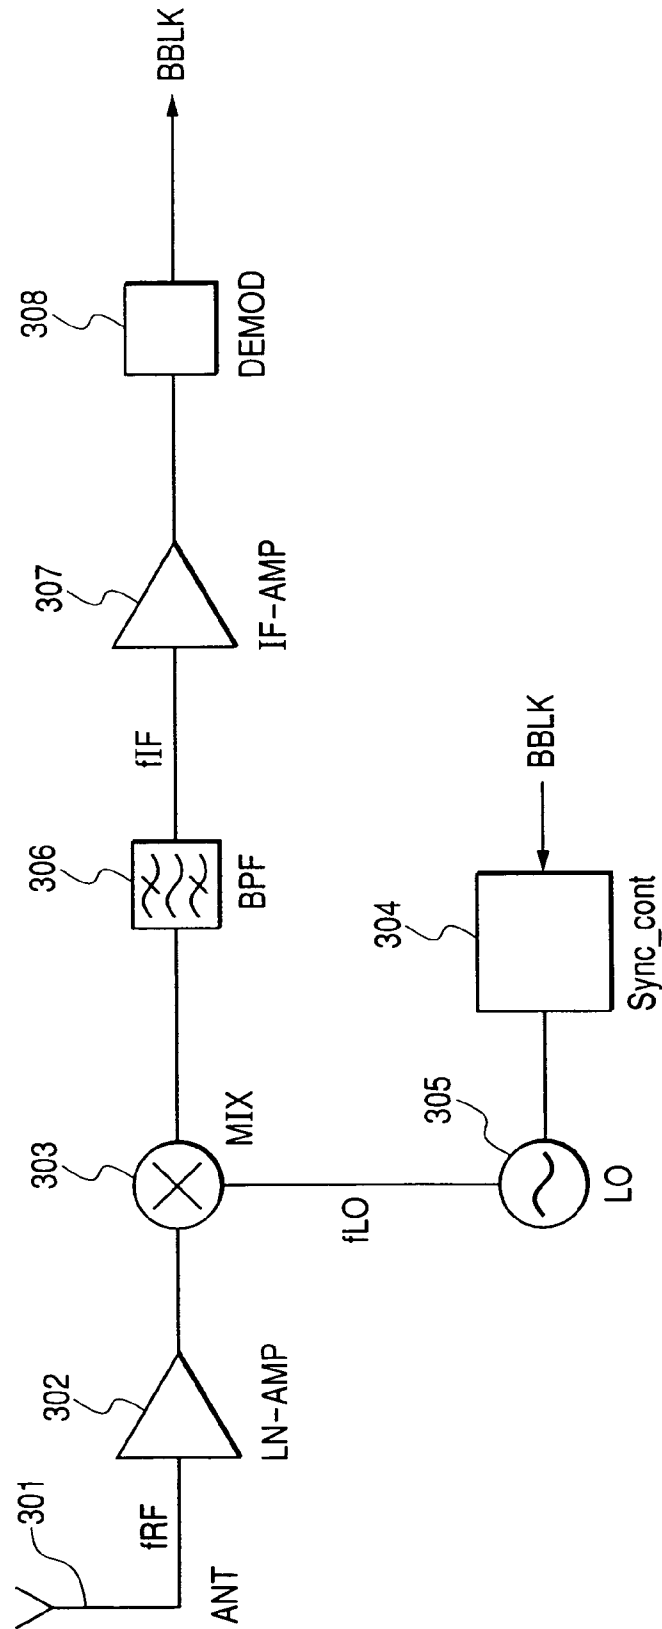 301
ANT
fRF
302
LN-AMP
303
MIX
fLO
305
LO
304
Sync_cont
BBLK
306
BPF
fIF
307
IF-AMP
308
DEMOD
BBLK